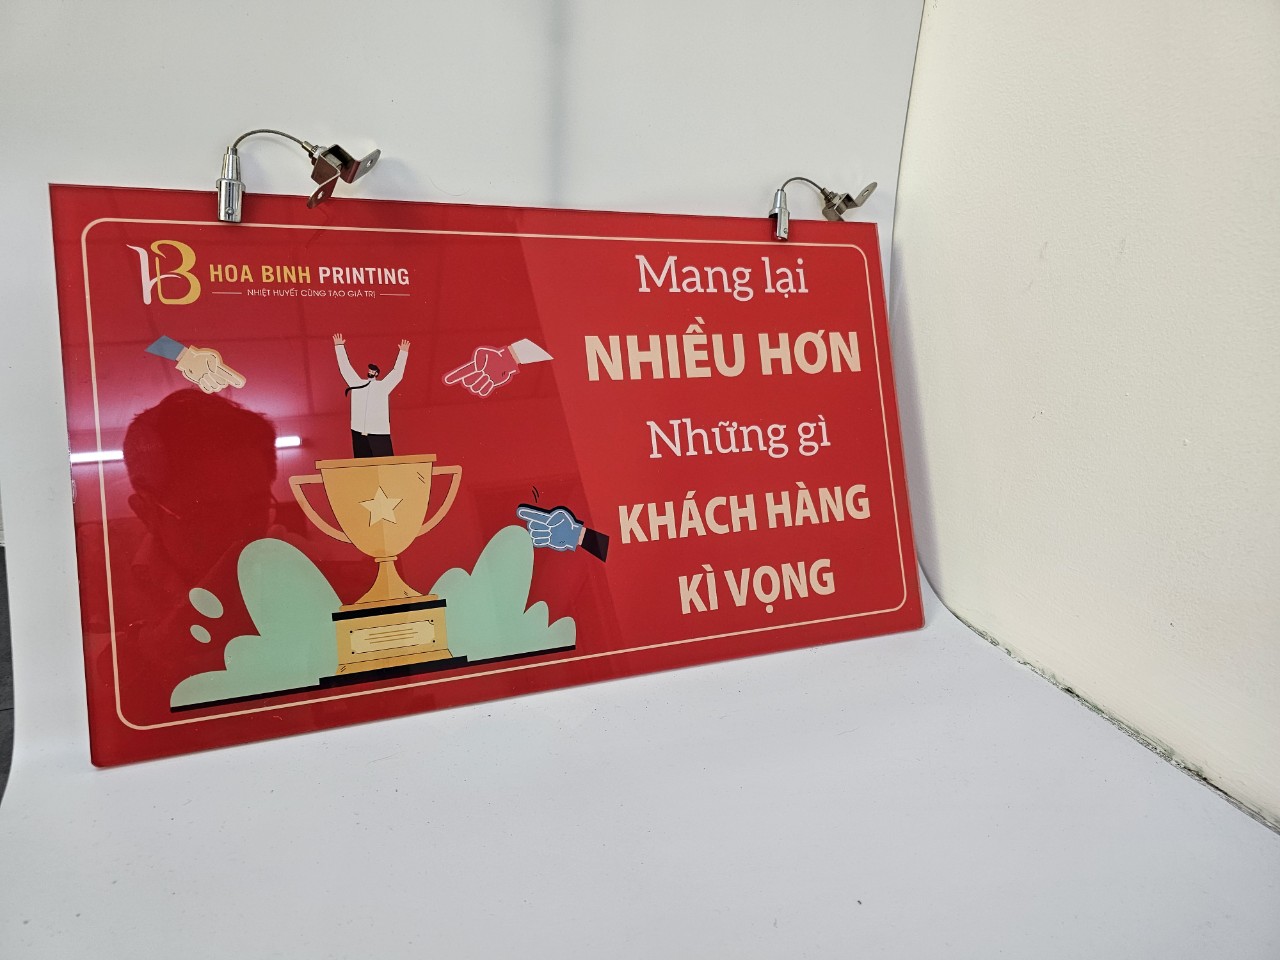 HOA BINH PRINTING
NHIỆT HUYẾT CÙNG TẠO GIÁ TRỊ
Mang lại
NHIỀU HƠN
Những gì
KHÁCH HÀNG
KÌ VỌNG